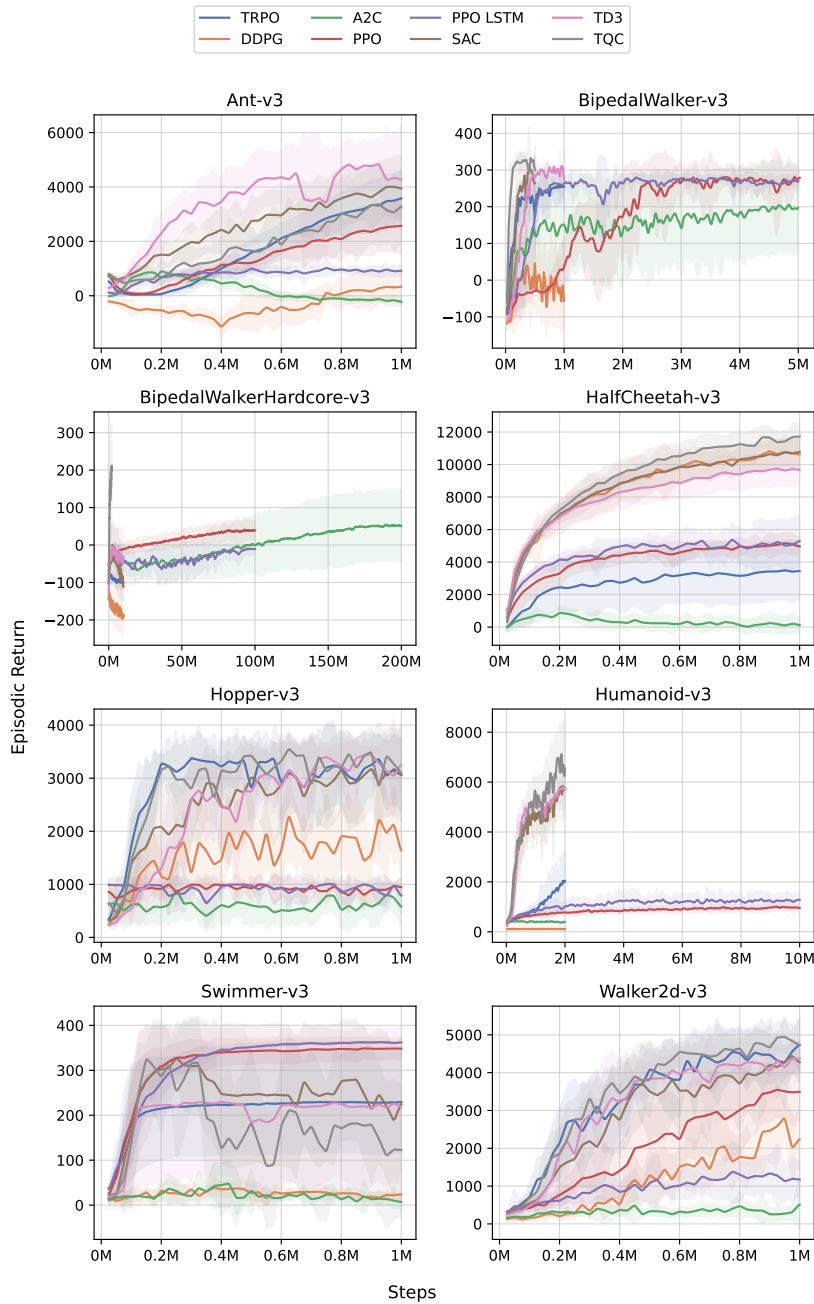 TRPO A2C PPO LSTM TD3
DDPG PPO SAC TQC
Ant-v3
6000
4000
2000
0
0M 0.2M 0.4M 0.6M 0.8M 1M
BipedalWalker-v3
400
300
200
100
0
−100
0M 1M 2M 3M 4M 5M
BipedalWalkerHardcore-v3
300
200
100
0
−100
−200
0M 50M 100M 150M 200M
HalfCheetah-v3
12000
10000
8000
6000
4000
2000
0
0M 0.2M 0.4M 0.6M 0.8M 1M
Episodic Return
Hopper-v3
4000
3000
2000
1000
0
0M 0.2M 0.4M 0.6M 0.8M 1M
Humanoid-v3
8000
6000
4000
2000
0
0M 2M 4M 6M 8M 10M
Swimmer-v3
400
300
200
100
0
0M 0.2M 0.4M 0.6M 0.8M 1M
Walker2d-v3
5000
4000
3000
2000
1000
0
0M 0.2M 0.4M 0.6M 0.8M 1M
Steps